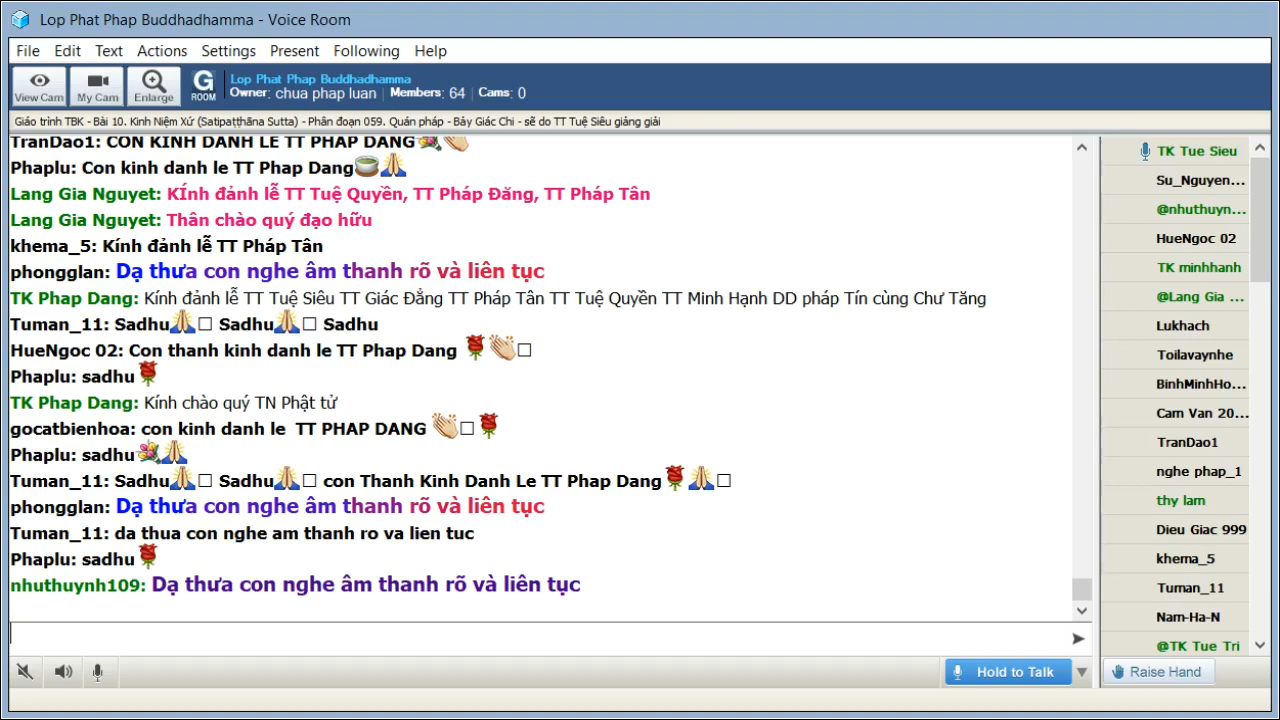 Lop Phat Phap Buddhadhamma - Voice Room
File Edit Text Actions Settings Present Following Help
View Cam My Cam Enlarge G ROOM
Lop Phat Phap Buddhadhamma
Owner: chua phap luan Members: 64 Cams: 0
Giáo trình TBK - Bài 10. Kinh Niệm Xứ (Satipaṭṭhāna Sutta) - Phân đoạn 059. Quán pháp - Bảy Giác Chi - sẽ do TT Tuệ Siêu giảng giải
TranDao1: CON KINH DANH LE TT PHAP DANG💐👏
Phaplu: Con kinh danh le TT Phap Dang🍵🙏
Lang Gia Nguyet: KÍnh đảnh lễ TT Tuệ Quyền, TT Pháp Đăng, TT Pháp Tân
Lang Gia Nguyet: Thân chào quý đạo hữu
khema_5: Kính đảnh lễ TT Pháp Tân
phongglan: Dạ thưa con nghe âm thanh rõ và liên tục
TK Phap Dang: Kính đảnh lễ TT Tuệ Siêu TT Giác Đẳng TT Pháp Tân TT Tuệ Quyền TT Minh Hạnh DD pháp Tín cùng Chư Tăng
Tuman_11: Sadhu🙏□ Sadhu🙏□ Sadhu
HueNgoc 02: Con thanh kinh danh le TT Phap Dang 🌹👏□
Phaplu: sadhu🌹
TK Phap Dang: Kính chào quý TN Phật tử
gocatbienhoa: con kinh danh le TT PHAP DANG 👏□🌹
Phaplu: sadhu💐🙏
Tuman_11: Sadhu🙏□ Sadhu🙏□ con Thanh Kinh Danh Le TT Phap Dang🌹🙏□
phongglan: Dạ thưa con nghe âm thanh rõ và liên tục
Tuman_11: da thua con nghe am thanh ro va lien tuc
Phaplu: sadhu🌹
nhuthuynh109: Dạ thưa con nghe âm thanh rõ và liên tục
Hold to Talk
TK Tue Sieu
Su_Nguyen...
@nhuthuyn...
HueNgoc 02
TK minhhanh
@Lang Gia ...
Lukhach
Toilavaynhe
BinhMinhHo...
Cam Van 20...
TranDao1
nghe phap_1
thy lam
Dieu Giac 999
khema_5
Tuman_11
Nam-Ha-N
@TK Tue Tri
Raise Hand